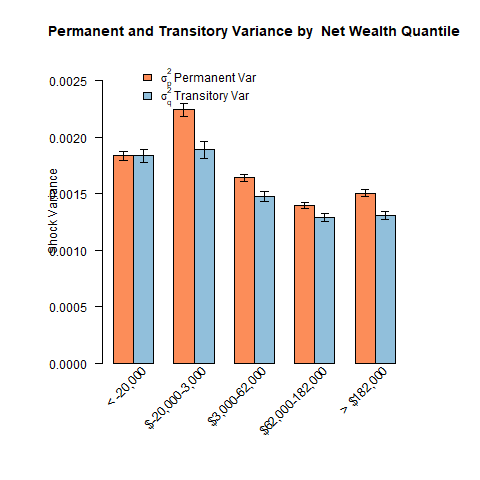 Permanent and Transitory Variance by  Net Wealth Quantile
σ²p Permanent Var
σ²q Transitory Var
Shock Variance
0.0025
0.0020
0.0015
0.0010
0.0005
0.0000
< -20,000
$-20,000-3,000
$3,000-62,000
$62,000-182,000
> $182,000